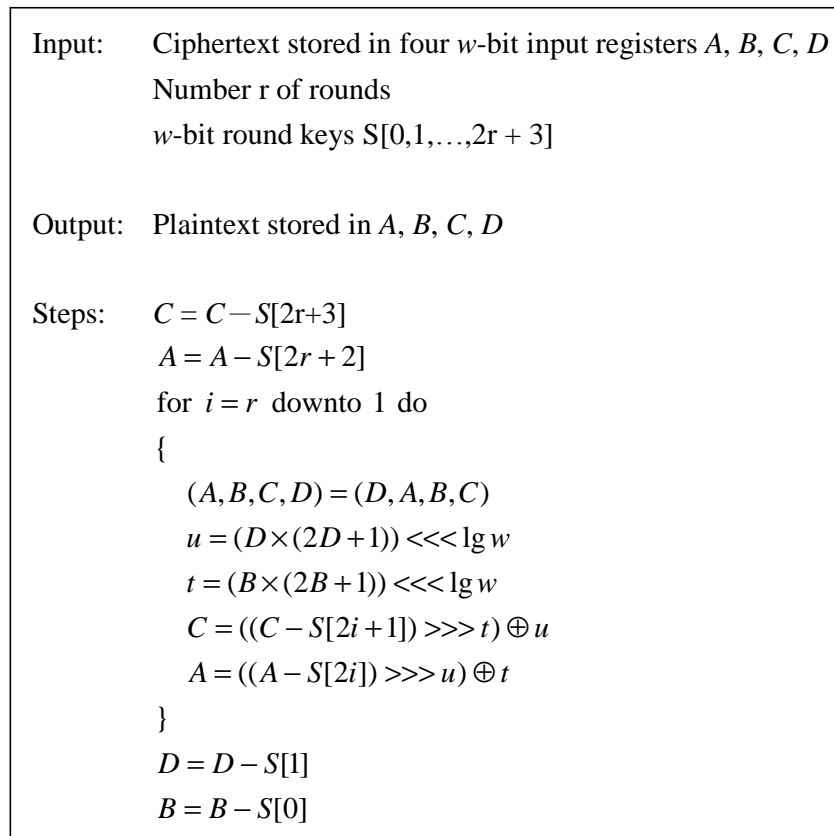 Input: Ciphertext stored in four w-bit input registers A, B, C, D
Number r of rounds
w-bit round keys S[0,1,…,2r + 3]
Output: Plaintext stored in A, B, C, D
Steps: C = C－S[2r+3]
A = A − S[2r + 2]
for i = r downto 1 do
{
(A, B, C, D) = (D, A, B, C)
u = (D × (2D + 1)) <<< lg w
t = (B × (2B + 1)) <<< lg w
C = ((C − S[2i + 1]) >>> t) ⊕ u
A = ((A − S[2i]) >>> u) ⊕ t
}
D = D − S[1]
B = B − S[0]